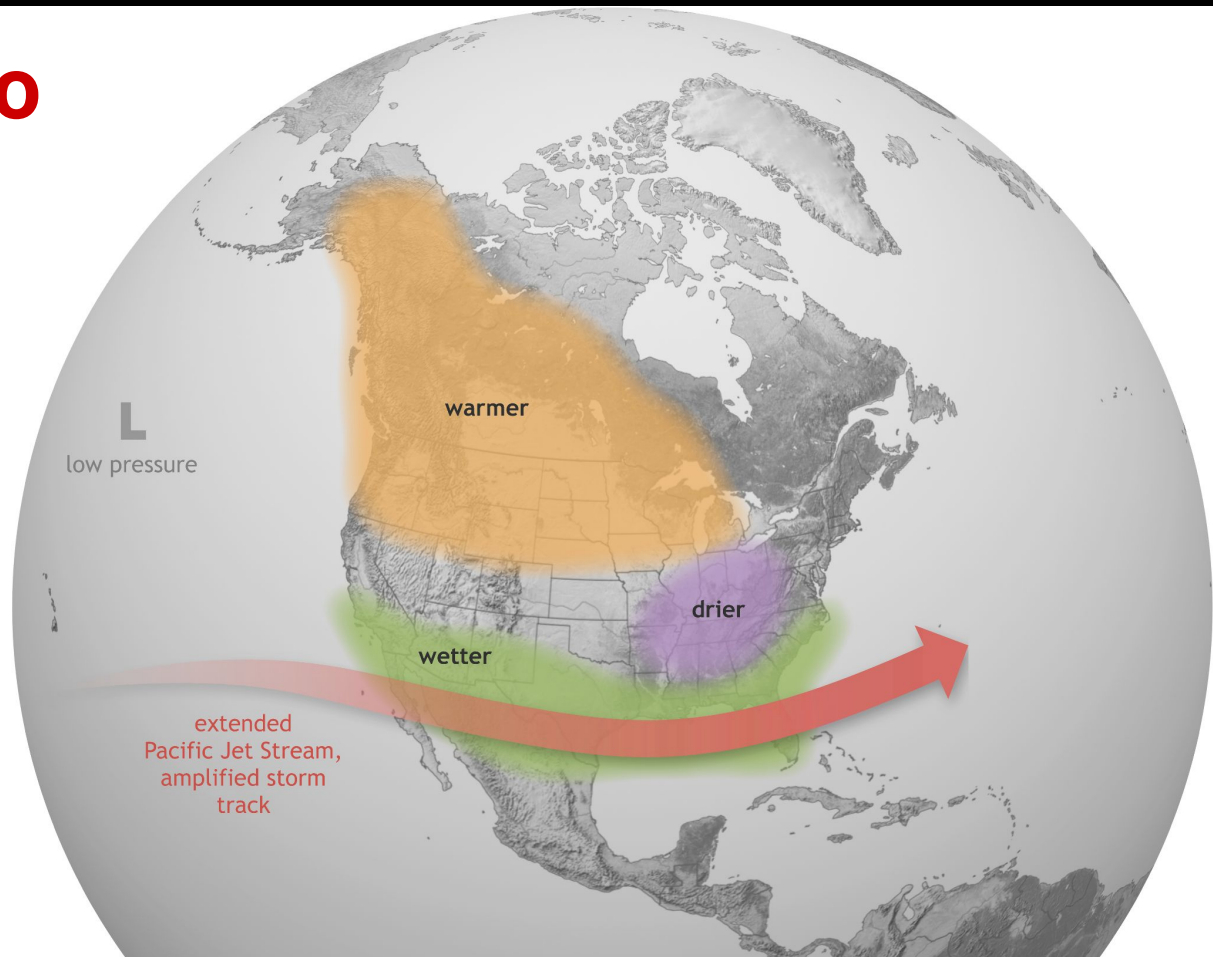 o
warmer
L
low pressure
drier
wetter
extended
Pacific Jet Stream,
amplified storm
track